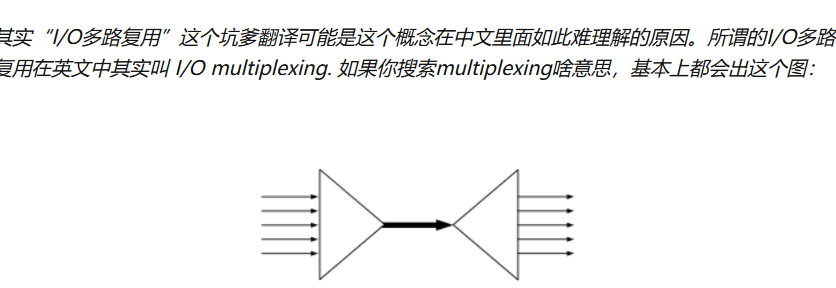 其实“I/O多路复用”这个坑爹翻译可能是这个概念在中文里面如此难理解的原因。所谓的I/O多路
复用在英文中其实叫 I/O multiplexing. 如果你搜索multiplexing啥意思，基本上都会出这个图：